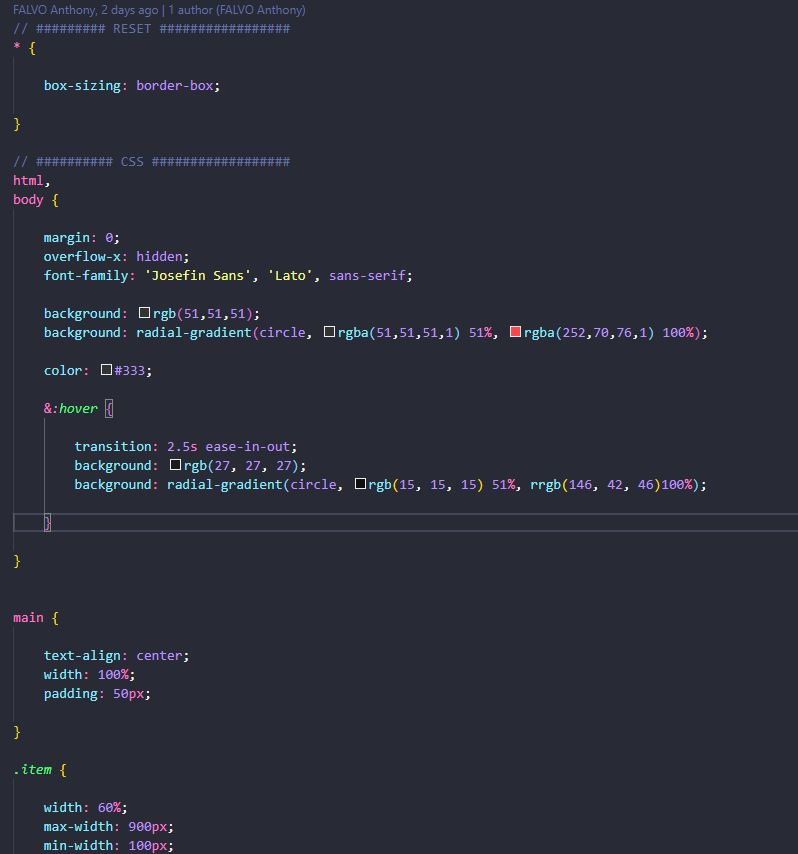 FALVO Anthony, 2 days ago | 1 author (FALVO Anthony)
// ######### RESET #################
* {
box-sizing: border-box;
}
// ########## CSS ##################
html,
body {
margin: 0;
overflow-x: hidden;
font-family: 'Josefin Sans', 'Lato', sans-serif;
background: rgb(51,51,51);
background: radial-gradient(circle, rgba(51,51,51,1) 51%, rgba(252,70,76,1) 100%);
color: #333;
&:hover {
transition: 2.5s ease-in-out;
background: rgb(27, 27, 27);
background: radial-gradient(circle, rgb(15, 15, 15) 51%, rrgb(146, 42, 46)100%);
}
}
main {
text-align: center;
width: 100%;
padding: 50px;
}
.item {
width: 60%;
max-width: 900px;
min-width: 100px;